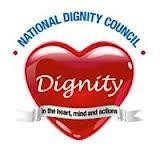 · NATIONAL DIGNITY COUNCIL ·
Dignity
in the heart, mind and actions